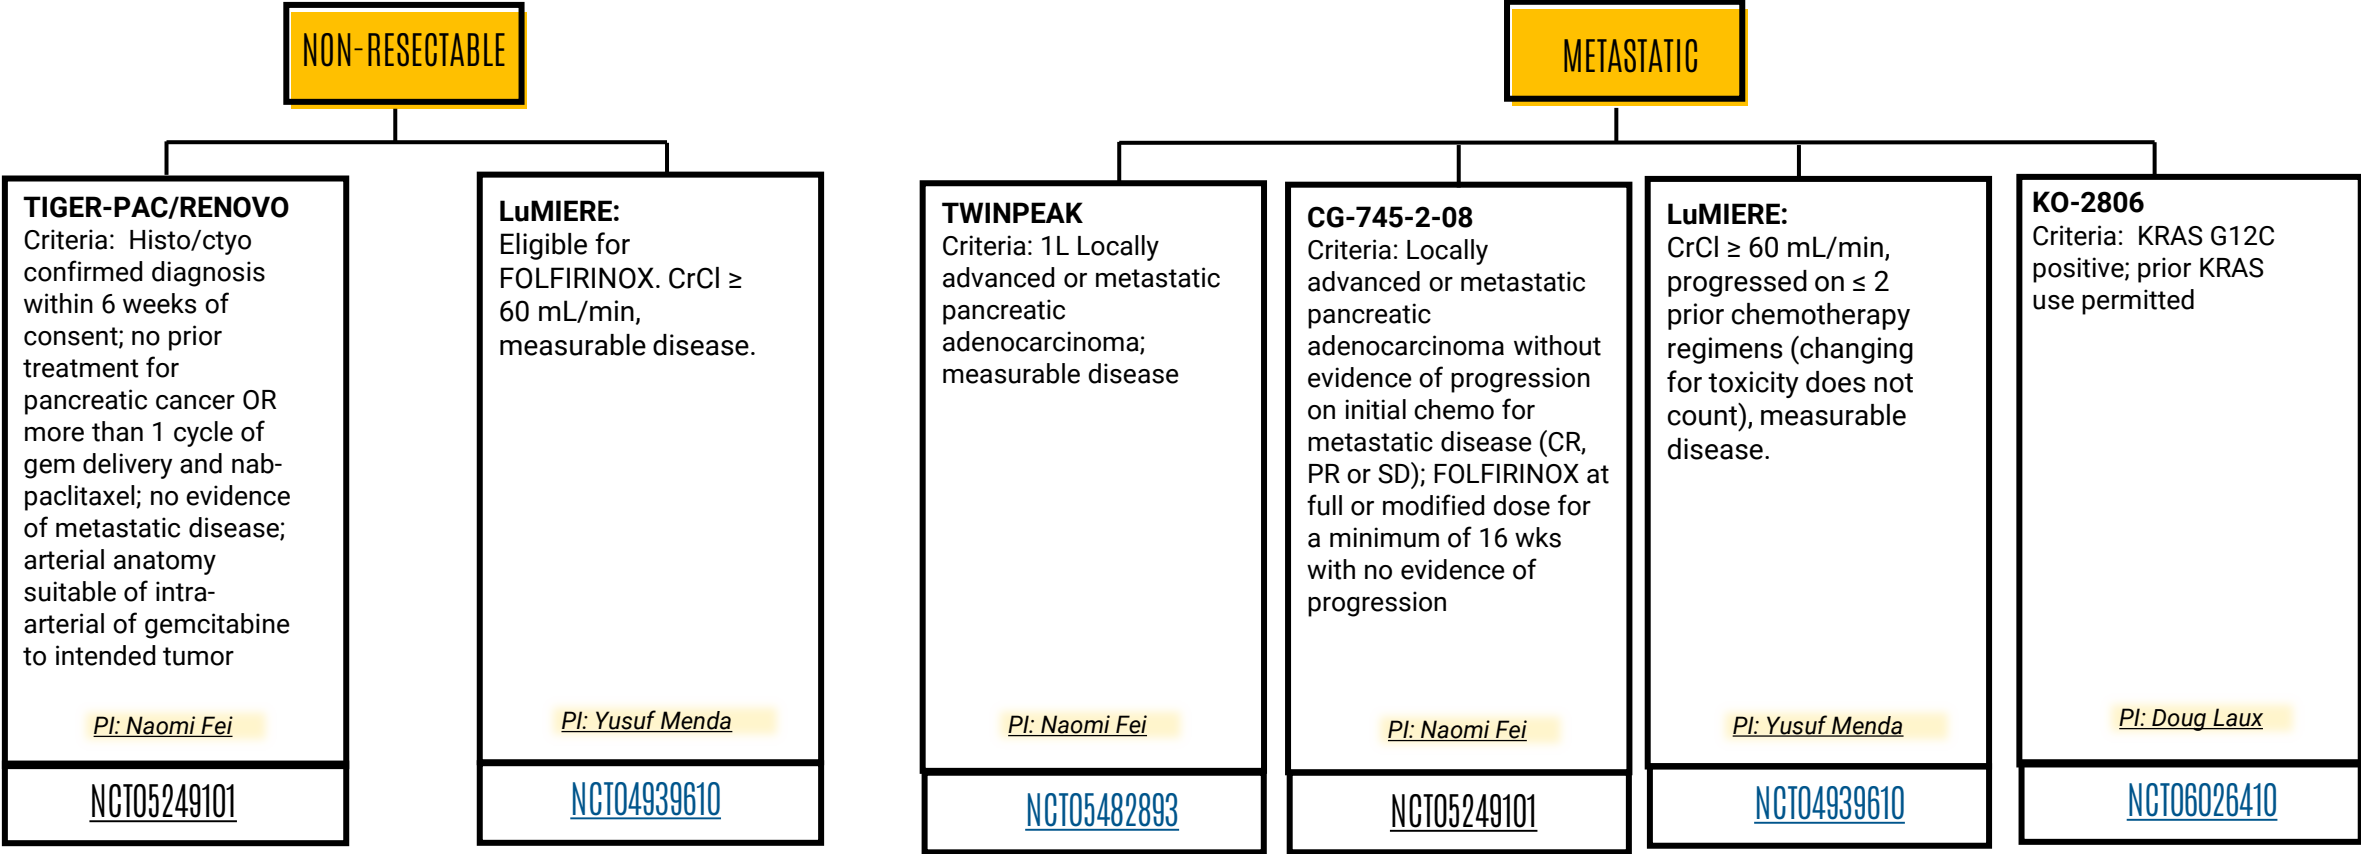 NON-RESECTABLE
TIGER-PAC/RENOVO
Criteria:  Histo/ctyo
confirmed diagnosis
within 6 weeks of
consent; no prior
treatment for
pancreatic cancer OR
more than 1 cycle of
gem delivery and nab-
paclitaxel; no evidence
of metastatic disease;
arterial anatomy
suitable of intra-
arterial of gemcitabine
to intended tumor
PI: Naomi Fei
NCT05249101
LuMIERE:
Eligible for
FOLFIRINOX. CrCl ≥
60 mL/min,
measurable disease.
PI: Yusuf Menda
NCT04939610
METASTATIC
TWINPEAK
Criteria: 1L Locally
advanced or metastatic
pancreatic
adenocarcinoma;
measurable disease
PI: Naomi Fei
NCT05482893
CG-745-2-08
Criteria: Locally
advanced or metastatic
pancreatic
adenocarcinoma without
evidence of progression
on initial chemo for
metastatic disease (CR,
PR or SD); FOLFIRINOX at
full or modified dose for
a minimum of 16 wks
with no evidence of
progression
PI: Naomi Fei
NCT05249101
LuMIERE:
CrCl ≥ 60 mL/min,
progressed on ≤ 2
prior chemotherapy
regimens (changing
for toxicity does not
count), measurable
disease.
PI: Yusuf Menda
NCT04939610
KO-2806
Criteria:  KRAS G12C
positive; prior KRAS
use permitted
PI: Doug Laux
NCT06026410